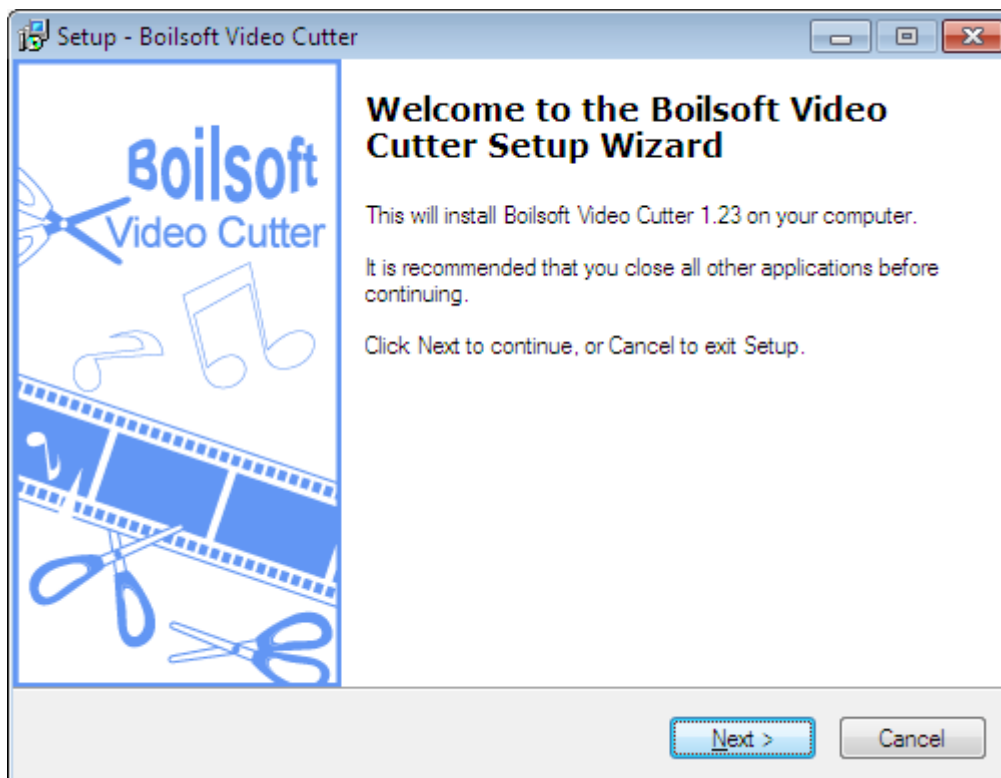 Setup - Boilsoft Video Cutter
Boilsoft
Video Cutter
Welcome to the Boilsoft Video
Cutter Setup Wizard
This will install Boilsoft Video Cutter 1.23 on your computer.
It is recommended that you close all other applications before
continuing.
Click Next to continue, or Cancel to exit Setup.
Next >
Cancel